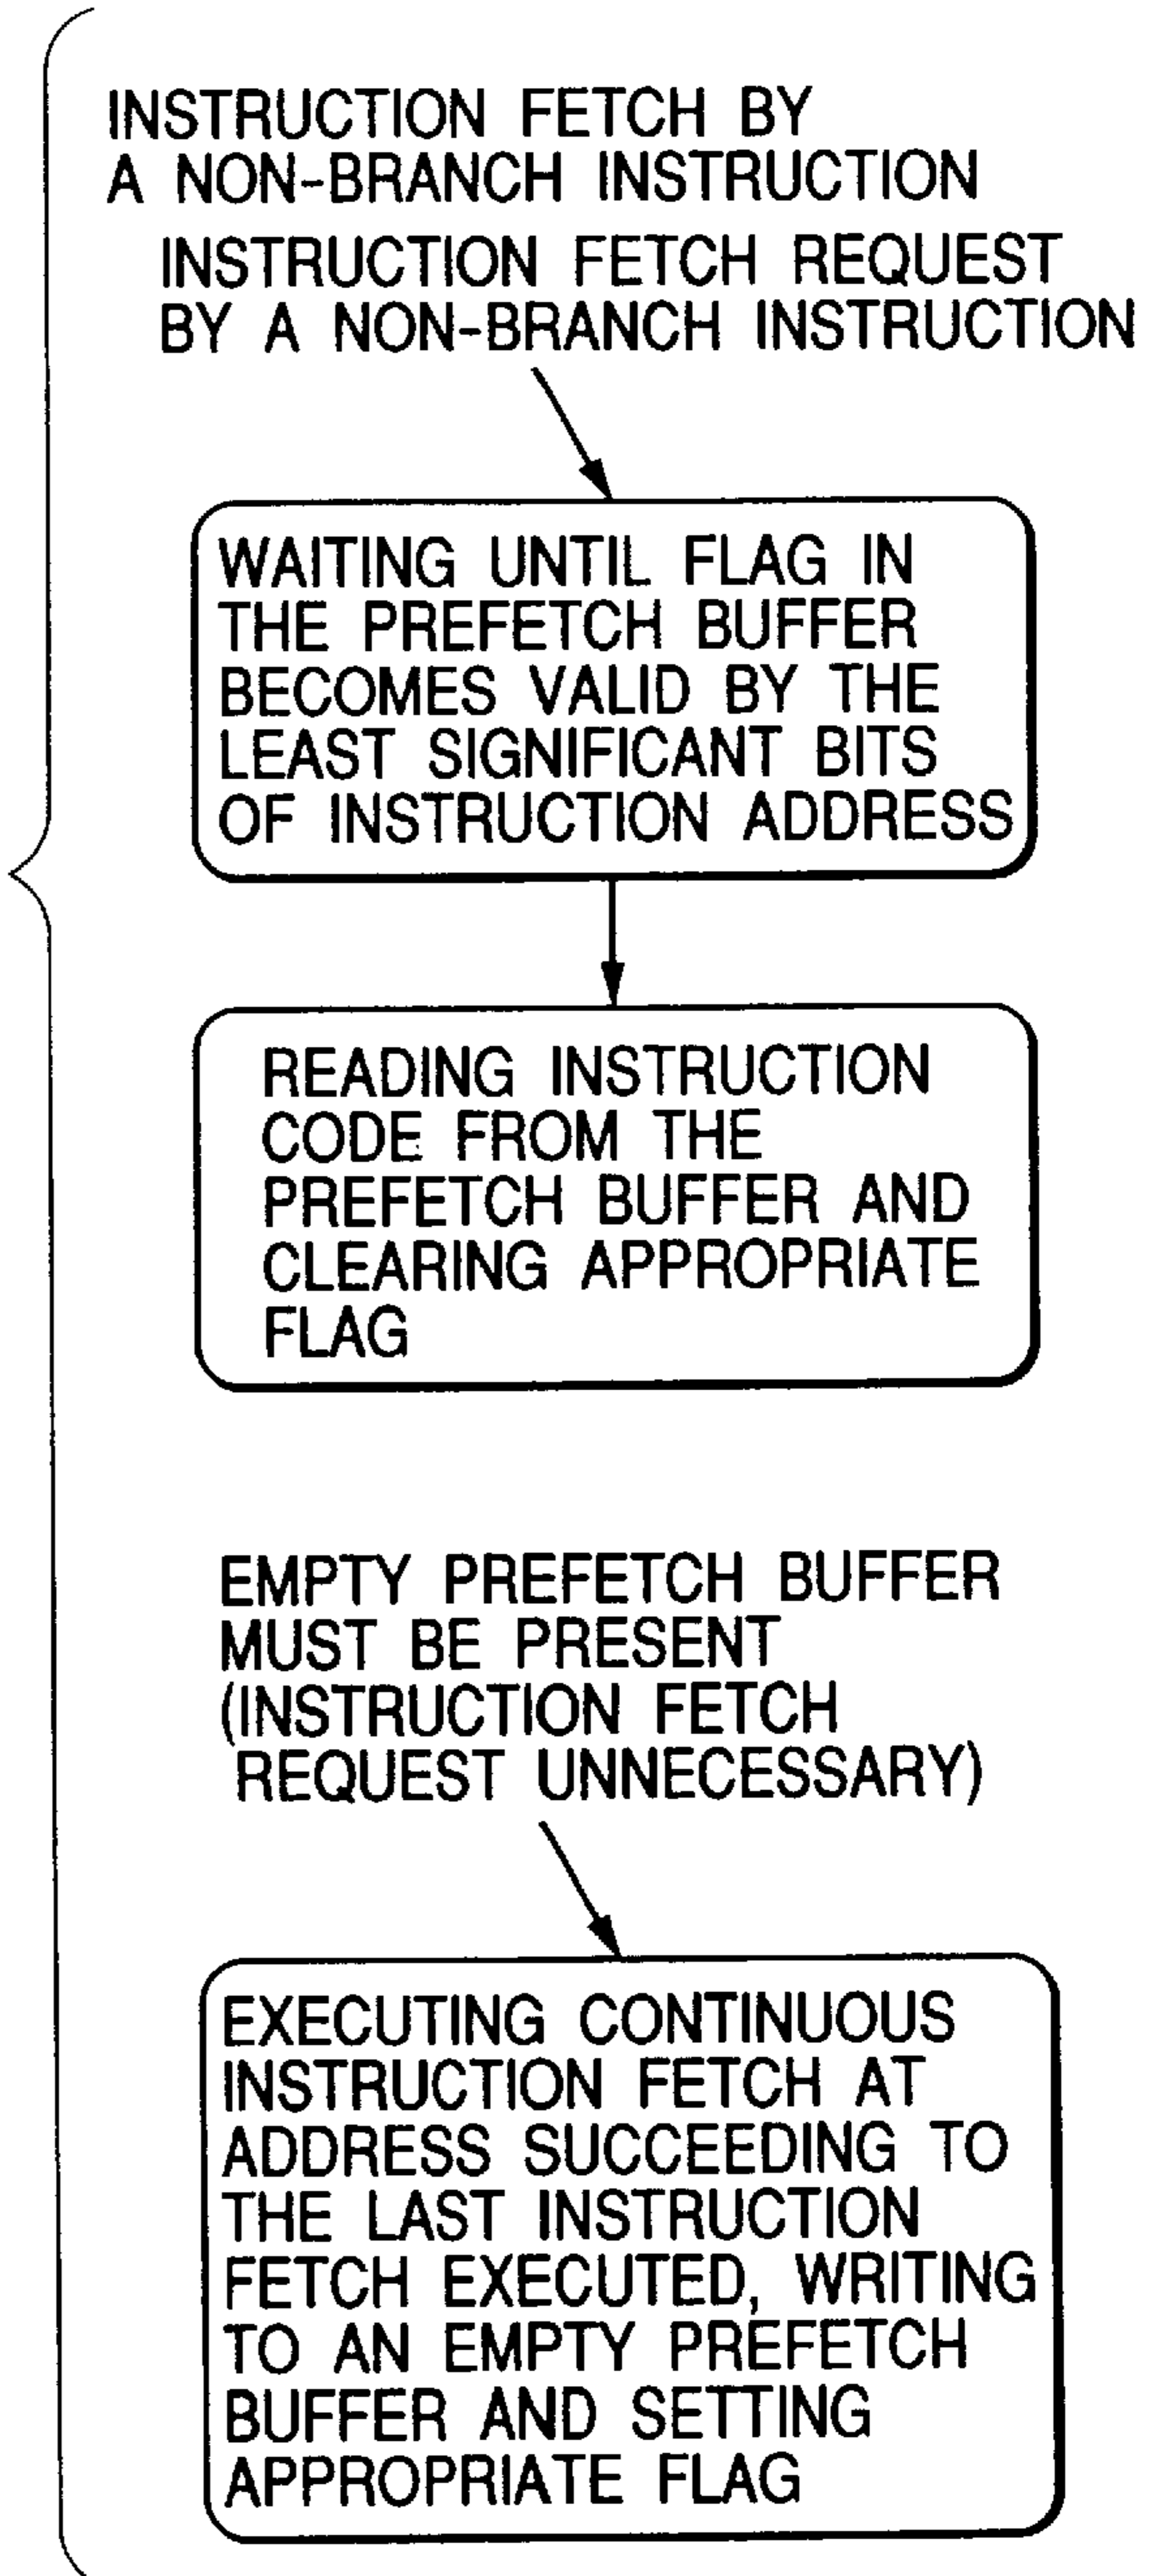 INSTRUCTION FETCH BY
A NON-BRANCH INSTRUCTION
INSTRUCTION FETCH REQUEST
BY A NON-BRANCH INSTRUCTION
WAITING UNTIL FLAG IN
THE PREFETCH BUFFER
BECOMES VALID BY THE
LEAST SIGNIFICANT BITS
OF INSTRUCTION ADDRESS
READING INSTRUCTION
CODE FROM THE
PREFETCH BUFFER AND
CLEARING APPROPRIATE
FLAG
EMPTY PREFETCH BUFFER
MUST BE PRESENT
(INSTRUCTION FETCH
REQUEST UNNECESSARY)
EXECUTING CONTINUOUS
INSTRUCTION FETCH AT
ADDRESS SUCCEEDING TO
THE LAST INSTRUCTION
FETCH EXECUTED, WRITING
TO AN EMPTY PREFETCH
BUFFER AND SETTING
APPROPRIATE FLAG